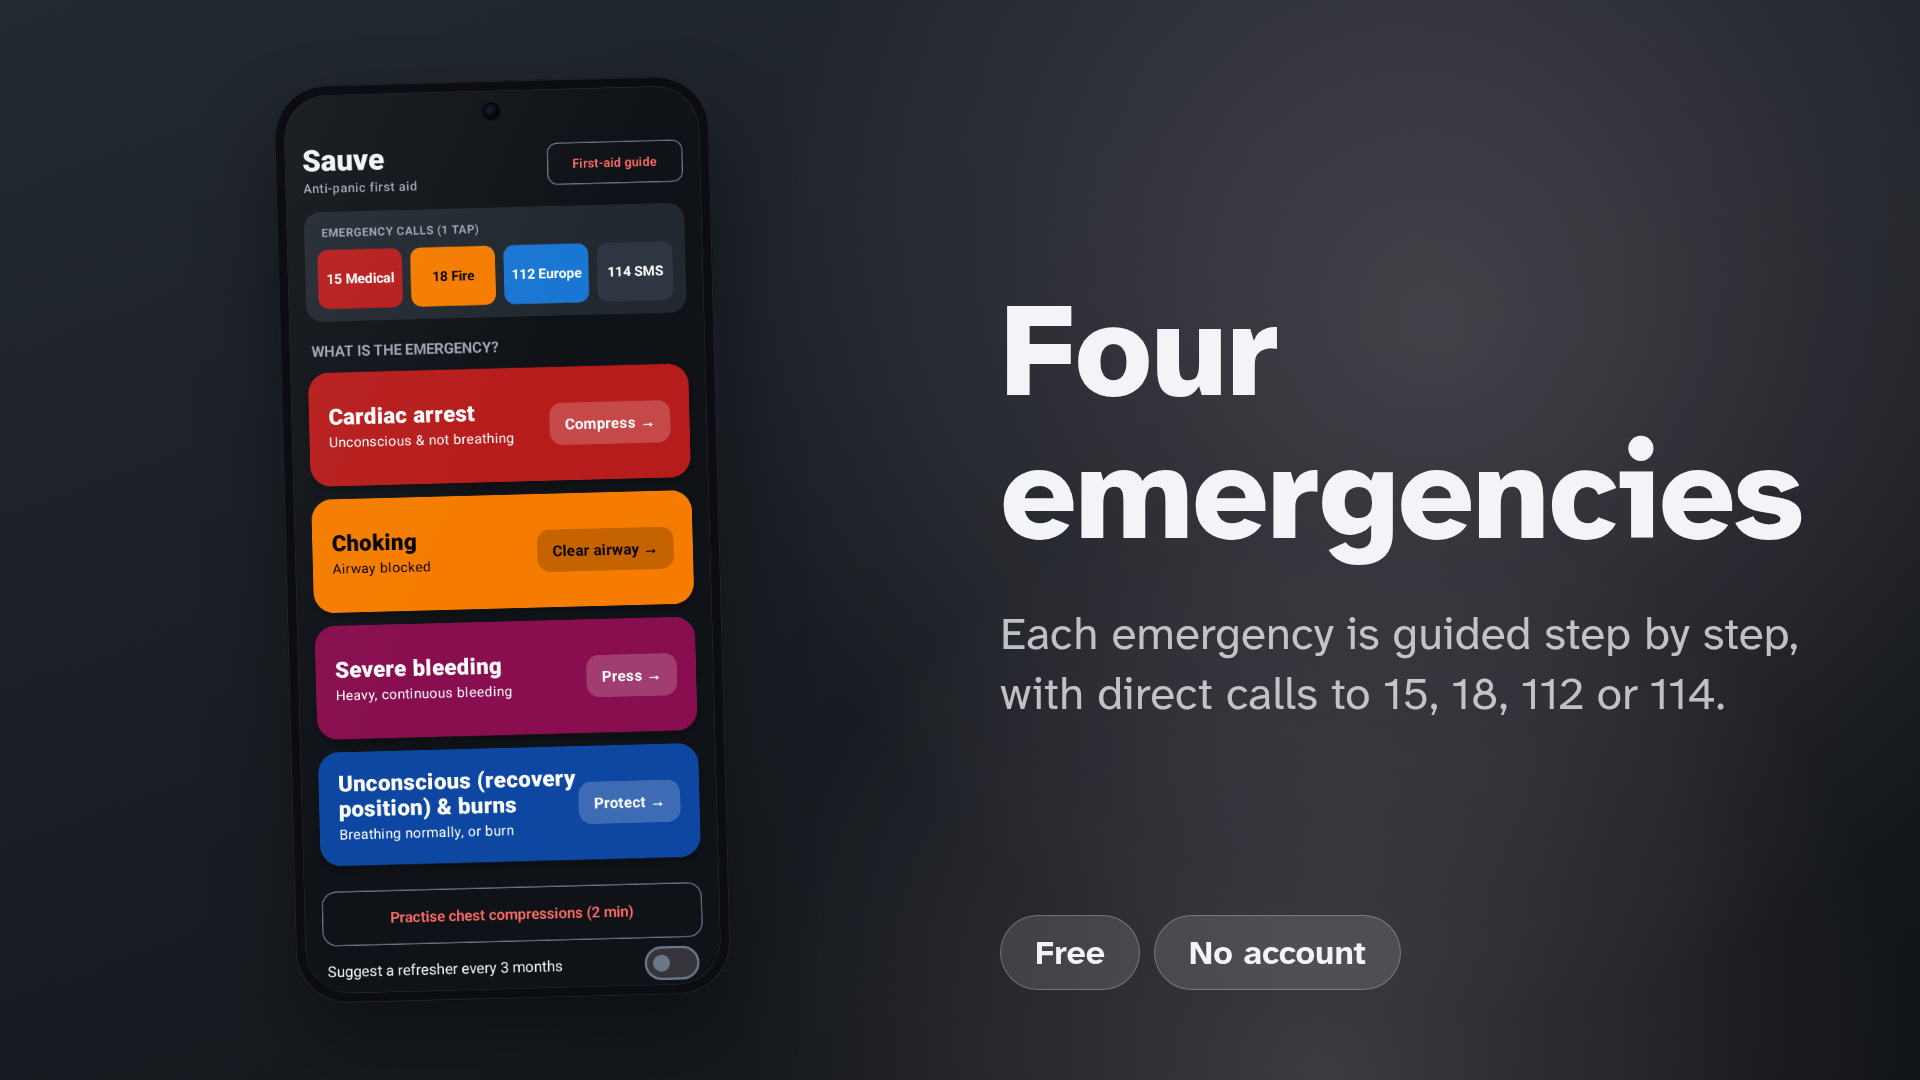 Sauve
Anti-panic first aid
First-aid guide
EMERGENCY CALLS (1 TAP)
15 Medical
18 Fire
112 Europe
114 SMS
WHAT IS THE EMERGENCY?
Cardiac arrest
Unconscious & not breathing
Compress →
Choking
Airway blocked
Clear airway →
Severe bleeding
Heavy, continuous bleeding
Press →
Unconscious (recovery
position) & burns
Breathing normally, or burn
Protect →
Practise chest compressions (2 min)
Suggest a refresher every 3 months
Four
emergencies
Each emergency is guided step by step,
with direct calls to 15, 18, 112 or 114.
Free
No account